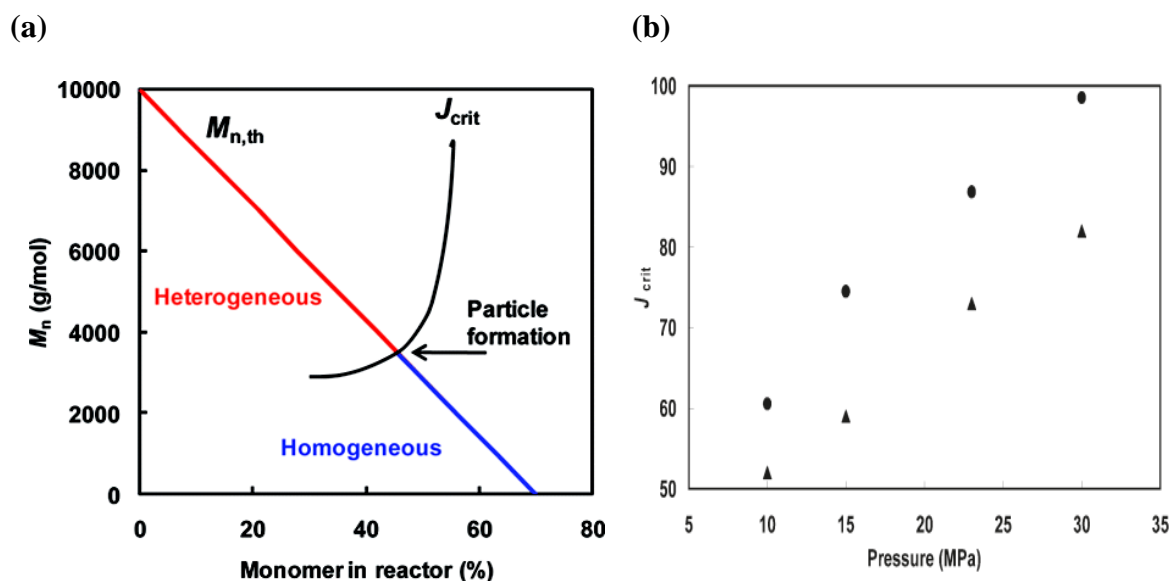 (a)
(b)
10000
8000
6000
4000
2000
0
Mn (g/mol)
Mn,th
Jcrit
Heterogeneous
Particle
formation
Homogeneous
0 20 40 60 80
Monomer in reactor (%)
100
90
80
70
60
50
J crit
5 10 15 20 25 30 35
Pressure (MPa)